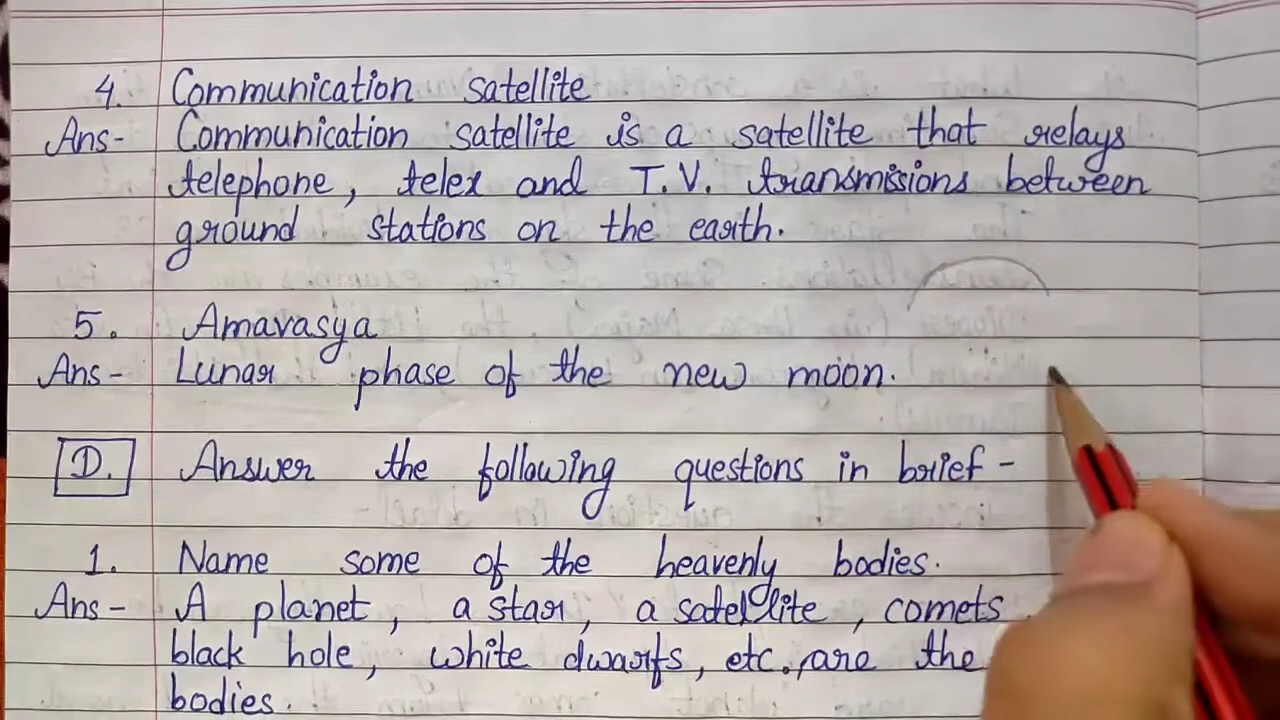 4. Communication satellite
Ans- Communication satellite is a satellite that relays
telephone, telex and T.V. transmissions between
ground stations on the earth.
5. Amavasya
Ans- Lunar phase of the new moon.
D. Answer the following questions in brief -
1. Name some of the heavenly bodies.
Ans- A planet, a star, a satellite, comets
black hole, white dwarfs, etc. are the
bodies.